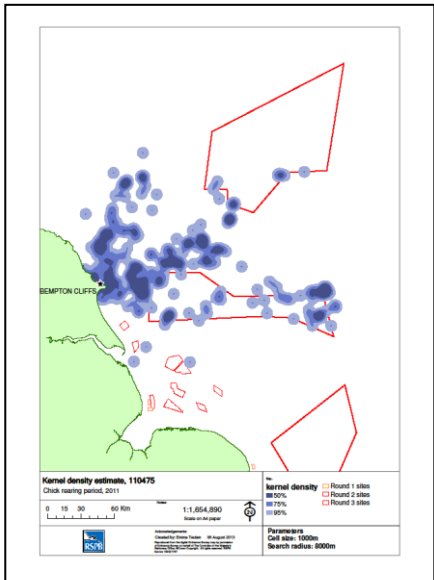 BEMPTON CLIFFS
Kernel density estimate, 110475
Chick rearing period, 2011
0 15 30 60 Km
Notes
1:1,654,890
Scale on A4 paper
N
kernel density
50%
75%
95%
Round 1 sites
Round 2 sites
Round 3 sites
RSPB
Acknowledgements
Parameters
Cell size: 1000m
Search radius: 8000m